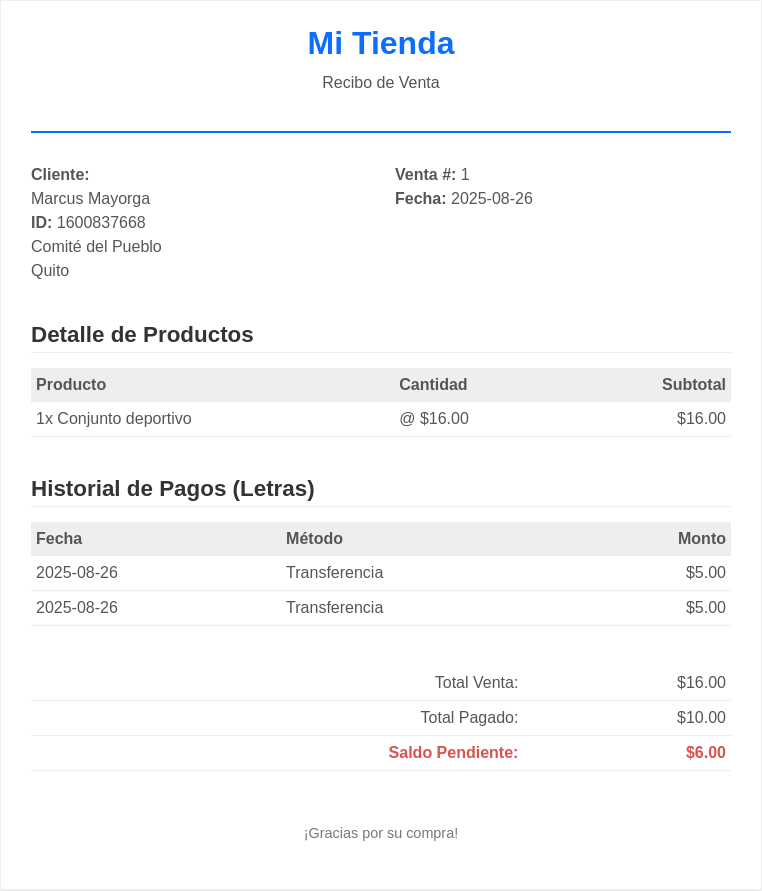 Mi Tienda
Recibo de Venta
Cliente:
Marcus Mayorga
ID: 1600837668
Comité del Pueblo
Quito
Venta #: 1
Fecha: 2025-08-26
Detalle de Productos
Producto Cantidad Subtotal
1x Conjunto deportivo @ $16.00 $16.00
Historial de Pagos (Letras)
Fecha Método Monto
2025-08-26 Transferencia $5.00
2025-08-26 Transferencia $5.00
Total Venta: $16.00
Total Pagado: $10.00
Saldo Pendiente: $6.00
¡Gracias por su compra!